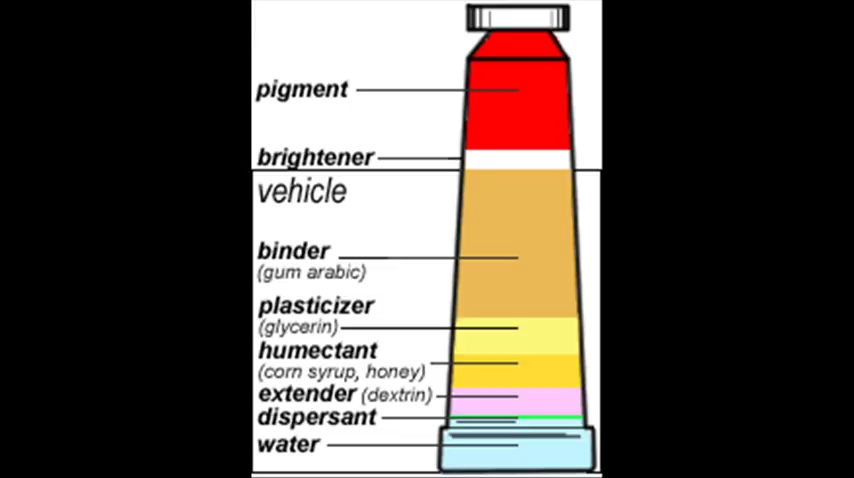 pigment
brightener
vehicle
binder
(gum arabic)
plasticizer
(glycerin)
humectant
(corn syrup, honey)
extender (dextrin)
dispersant
water